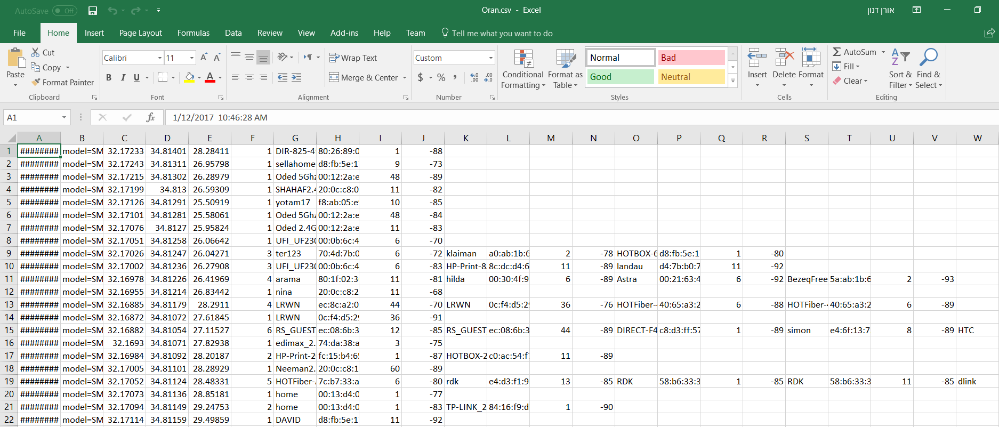 AutoSave Off Oran.csv - Excel אורן דנון
File Home Insert Page Layout Formulas Data Review View Add-ins Help Team Tell me what you want to do
Paste Cut Copy Format Painter Clipboard
Calibri 11 B I U A Font
Wrap Text Merge & Center Alignment
Custom $ % Number
Conditional Formatting Format as Table Normal Bad Good Neutral Styles
Insert Delete Format Cells
AutoSum Fill Clear Sort & Filter Find & Select Editing
A1 fx 1/12/2017 10:46:28 AM
A B C D E F G H I J K L M N O P Q R S T U V W
1 ######## model=SM 32.17233 34.81401 28.28411 1 DIR-825-4 80:26:89:0 1 -88
2 ######## model=SM 32.17243 34.81311 26.95798 1 sellahome d8:fb:5e:1 9 -73
3 ######## model=SM 32.17215 34.81302 26.28979 1 Oded 5Ghz 00:12:2a:e 48 -89
4 ######## model=SM 32.17199 34.813 26.59309 1 SHAHAF2.4 20:0c:c8:0 11 -82
5 ######## model=SM 32.17126 34.81291 25.50919 1 yotam17 f8:ab:05:e 10 -85
6 ######## model=SM 32.17101 34.81281 25.58061 1 Oded 5Ghz 00:12:2a:e 48 -84
7 ######## model=SM 32.17076 34.8127 25.95824 1 Oded 2.4G 00:12:2a:e 11 -83
8 ######## model=SM 32.17051 34.81258 26.06642 1 UFI_UF230 00:0b:6c:4 6 -70
9 ######## model=SM 32.17026 34.81247 26.04271 3 ter123 70:4d:7b:0 6 -72 klaiman a0:ab:1b:6 2 -78 HOTBOX-6 d8:fb:5e:1 1 -80
10 ######## model=SM 32.17002 34.81236 26.27908 3 UFI_UF230 00:0b:6c:4 6 -83 HP-Print-8 8c:dc:d4:6 11 -89 landau d4:7b:b0:7 11 -92
11 ######## model=SM 32.16978 34.81226 26.41969 4 arama 80:1f:02:3 11 -81 hilda 00:30:4f:9 6 -89 Astra 00:21:63:4 6 -92 BezeqFree 5a:ab:1b:6 2 -93
12 ######## model=SM 32.16955 34.81214 26.83442 1 nina 20:0c:c8:2 11 -68
13 ######## model=SM 32.16885 34.81179 28.2911 4 LRWN ec:8c:a2:0 44 -70 LRWN 0c:f4:d5:29 36 -76 HOTFiber- 40:65:a3:2 6 -88 HOTFiber- 40:65:a3:2 6 -89
14 ######## model=SM 32.16872 34.81072 27.61845 1 LRWN 0c:f4:d5:29 36 -91
15 ######## model=SM 32.16882 34.81054 27.11527 6 RS_GUEST ec:08:6b:3 12 -85 RS_GUEST ec:08:6b:3 44 -89 DIRECT-F4 c8:d3:ff:57 1 -89 simon e4:6f:13:7 8 -89 HTC
16 ######## model=SM 32.1693 34.81071 27.82938 1 edimax_2. 74:da:38:a 3 -75
17 ######## model=SM 32.16984 34.81092 28.20187 2 HP-Print-2 fc:15:b4:6 1 -87 HOTBOX-2 c0:ac:54:f 11 -89
18 ######## model=SM 32.17005 34.81101 28.28929 1 Neeman2. 20:0c:c8:1 60 -89
19 ######## model=SM 32.17052 34.81124 28.48331 5 HOTFiber- 7c:b7:33:a 6 -80 rdk e4:d3:f1:9 13 -85 RDK 58:b6:33:3 1 -85 RDK 58:b6:33:3 11 -85 dlink
20 ######## model=SM 32.17073 34.81136 28.85181 1 home 00:13:d4:0 1 -77
21 ######## model=SM 32.17094 34.81149 29.24753 2 home 00:13:d4:0 1 -83 TP-LINK_2 84:16:f9:d 1 -90
22 ######## model=SM 32.17114 34.81159 29.49859 1 DAVID d8:fb:5e:1 11 -92